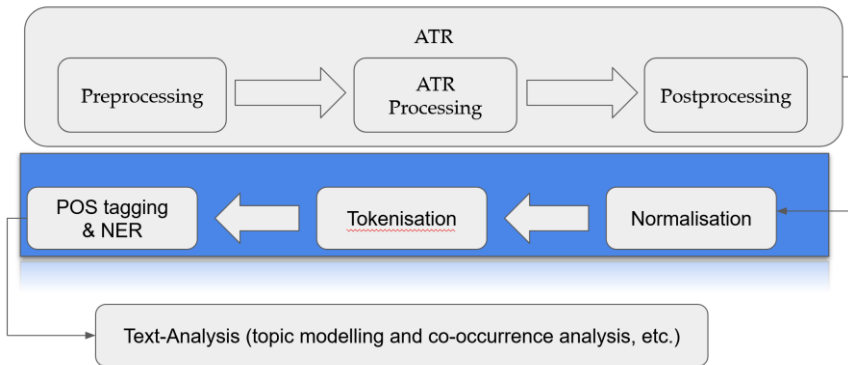 ATR
Preprocessing
ATR
Processing
Postprocessing
POS tagging
& NER
Tokenisation
Normalisation
Text-Analysis (topic modelling and co-occurrence analysis, etc.)